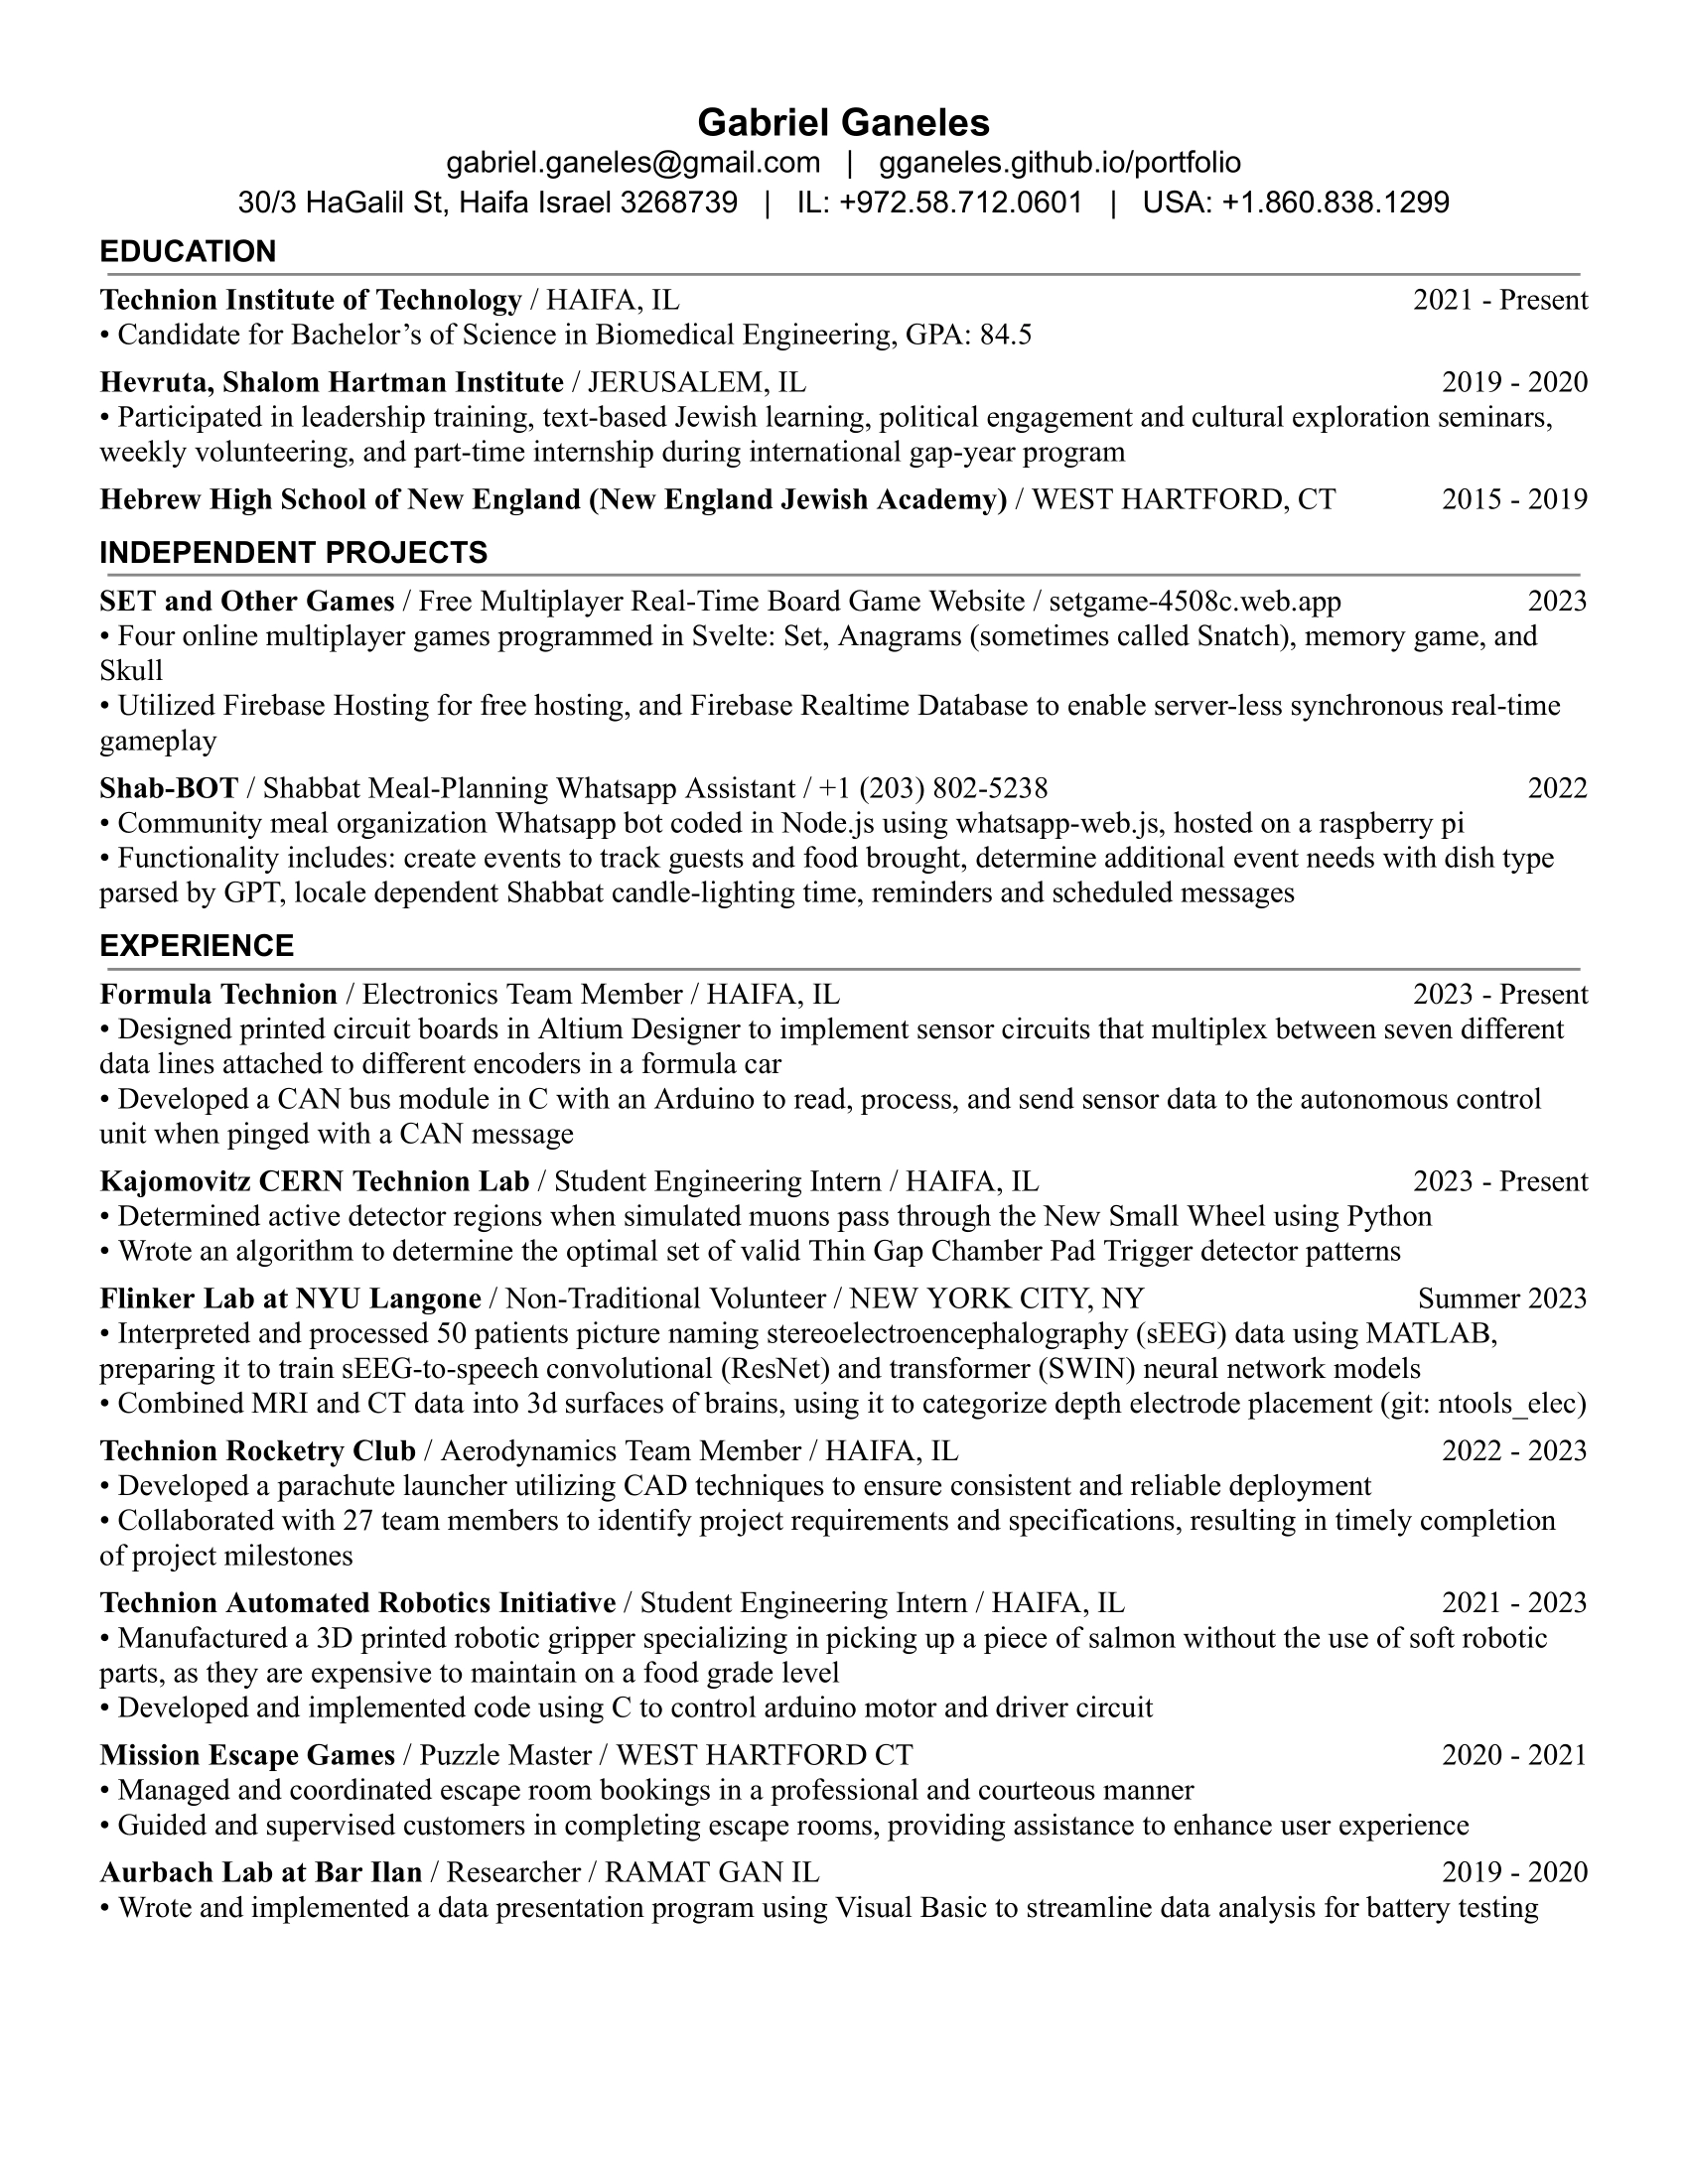 Gabriel Ganeles
gabriel.ganeles@gmail.com | gganeles.github.io/portfolio
30/3 HaGalil St, Haifa Israel 3268739 | IL: +972.58.712.0601 | USA: +1.860.838.1299
EDUCATION
Technion Institute of Technology / HAIFA, IL 2021 - Present
• Candidate for Bachelor’s of Science in Biomedical Engineering, GPA: 84.5
Hevruta, Shalom Hartman Institute / JERUSALEM, IL 2019 - 2020
• Participated in leadership training, text-based Jewish learning, political engagement and cultural exploration seminars,
weekly volunteering, and part-time internship during international gap-year program
Hebrew High School of New England (New England Jewish Academy) / WEST HARTFORD, CT 2015 - 2019
INDEPENDENT PROJECTS
SET and Other Games / Free Multiplayer Real-Time Board Game Website / setgame-4508c.web.app 2023
• Four online multiplayer games programmed in Svelte: Set, Anagrams (sometimes called Snatch), memory game, and
Skull
• Utilized Firebase Hosting for free hosting, and Firebase Realtime Database to enable server-less synchronous real-time
gameplay
Shab-BOT / Shabbat Meal-Planning Whatsapp Assistant / +1 (203) 802-5238 2022
• Community meal organization Whatsapp bot coded in Node.js using whatsapp-web.js, hosted on a raspberry pi
• Functionality includes: create events to track guests and food brought, determine additional event needs with dish type
parsed by GPT, locale dependent Shabbat candle-lighting time, reminders and scheduled messages
EXPERIENCE
Formula Technion / Electronics Team Member / HAIFA, IL 2023 - Present
• Designed printed circuit boards in Altium Designer to implement sensor circuits that multiplex between seven different
data lines attached to different encoders in a formula car
• Developed a CAN bus module in C with an Arduino to read, process, and send sensor data to the autonomous control
unit when pinged with a CAN message
Kajomovitz CERN Technion Lab / Student Engineering Intern / HAIFA, IL 2023 - Present
• Determined active detector regions when simulated muons pass through the New Small Wheel using Python
• Wrote an algorithm to determine the optimal set of valid Thin Gap Chamber Pad Trigger detector patterns
Flinker Lab at NYU Langone / Non-Traditional Volunteer / NEW YORK CITY, NY Summer 2023
• Interpreted and processed 50 patients picture naming stereoelectroencephalography (sEEG) data using MATLAB,
preparing it to train sEEG-to-speech convolutional (ResNet) and transformer (SWIN) neural network models
• Combined MRI and CT data into 3d surfaces of brains, using it to categorize depth electrode placement (git: ntools_elec)
Technion Rocketry Club / Aerodynamics Team Member / HAIFA, IL 2022 - 2023
• Developed a parachute launcher utilizing CAD techniques to ensure consistent and reliable deployment
• Collaborated with 27 team members to identify project requirements and specifications, resulting in timely completion
of project milestones
Technion Automated Robotics Initiative / Student Engineering Intern / HAIFA, IL 2021 - 2023
• Manufactured a 3D printed robotic gripper specializing in picking up a piece of salmon without the use of soft robotic
parts, as they are expensive to maintain on a food grade level
• Developed and implemented code using C to control arduino motor and driver circuit
Mission Escape Games / Puzzle Master / WEST HARTFORD CT 2020 - 2021
• Managed and coordinated escape room bookings in a professional and courteous manner
• Guided and supervised customers in completing escape rooms, providing assistance to enhance user experience
Aurbach Lab at Bar Ilan / Researcher / RAMAT GAN IL 2019 - 2020
• Wrote and implemented a data presentation program using Visual Basic to streamline data analysis for battery testing